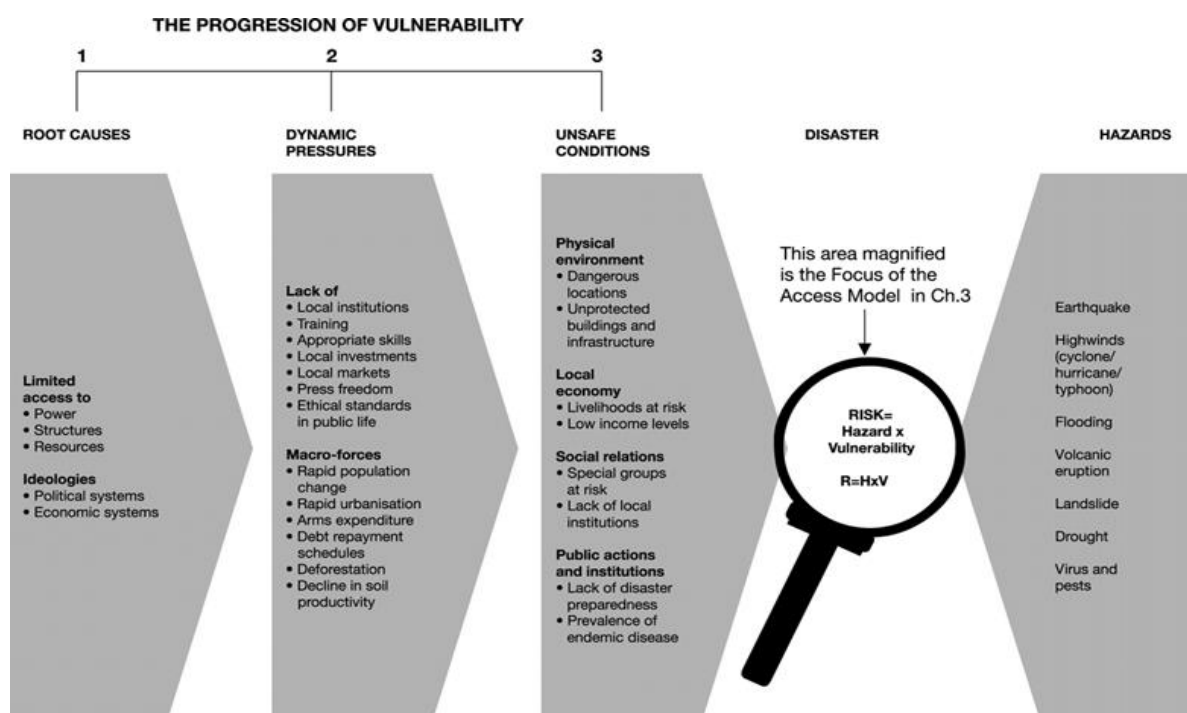 THE PROGRESSION OF VULNERABILITY
1
2
3
ROOT CAUSES
DYNAMIC
PRESSURES
UNSAFE
CONDITIONS
DISASTER
HAZARDS
Limited
access to
• Power
• Structures
• Resources
Ideologies
• Political systems
• Economic systems
Lack of
• Local institutions
• Training
• Appropriate skills
• Local investments
• Local markets
• Press freedom
• Ethical standards
in public life
Macro-forces
• Rapid population
change
• Rapid urbanisation
• Arms expenditure
• Debt repayment
schedules
• Deforestation
• Decline in soil
productivity
Physical
environment
• Dangerous
locations
• Unprotected
buildings and
infrastructure
Local
economy
• Livelihoods at risk
• Low income levels
Social relations
• Special groups
at risk
• Lack of local
institutions
Public actions
and institutions
• Lack of disaster
preparedness
• Prevalence of
endemic disease
This area magnified
is the Focus of the
Access Model in Ch.3
RISK=
Hazard x
Vulnerability
R=HxV
Earthquake
Highwinds
(cyclone/
hurricane/
typhoon)
Flooding
Volcanic
eruption
Landslide
Drought
Virus and
pests